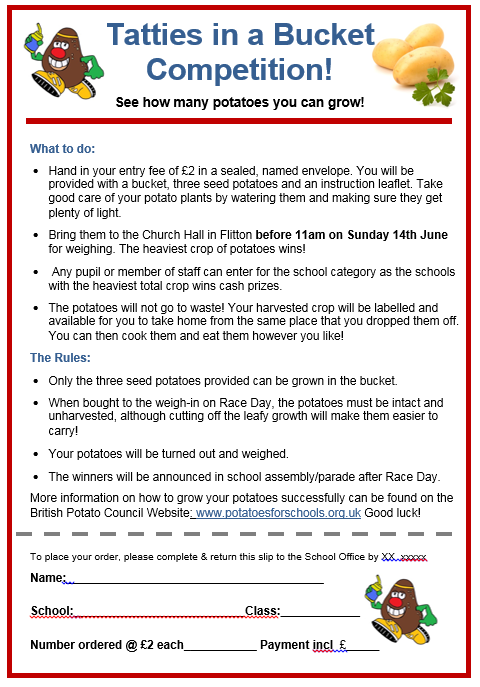 Tatties in a Bucket
Competition!
See how many potatoes you can grow!
What to do:
• Hand in your entry fee of £2 in a sealed, named envelope. You will be
provided with a bucket, three seed potatoes and an instruction leaflet. Take
good care of your potato plants by watering them and making sure they get
plenty of light.
• Bring them to the Church Hall in Flitton before 11am on Sunday 14th June
for weighing. The heaviest crop of potatoes wins!
• Any pupil or member of staff can enter for the school category as the schools
with the heaviest total crop wins cash prizes.
• The potatoes will not go to waste! Your harvested crop will be labelled and
available for you to take home from the same place that you dropped them off.
You can then cook them and eat them however you like!
The Rules:
• Only the three seed potatoes provided can be grown in the bucket.
• When bought to the weigh-in on Race Day, the potatoes must be intact and
unharvested, although cutting off the leafy growth will make them easier to
carry!
• Your potatoes will be turned out and weighed.
• The winners will be announced in school assembly/parade after Race Day.
More information on how to grow your potatoes successfully can be found on the
British Potato Council Website: www.potatoesforschools.org.uk Good luck!
To place your order, please complete & return this slip to the School Office by XX xxxxx
Name:_______________________________________
School:__________________________Class:____________
Number ordered @ £2 each___________ Payment incl £_____